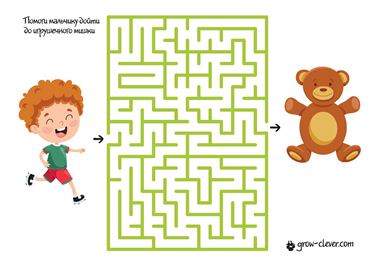 Помоги мальчику дойти
до игрушечного мишки
grow-clever.com